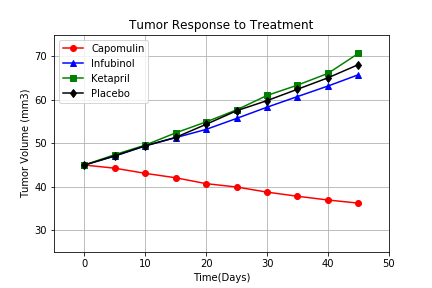 Tumor Response to Treatment
Capomulin
Infubinol
Ketapril
Placebo
Tumor Volume (mm3)
70
60
50
40
30
0
10
20
30
40
50
Time(Days)